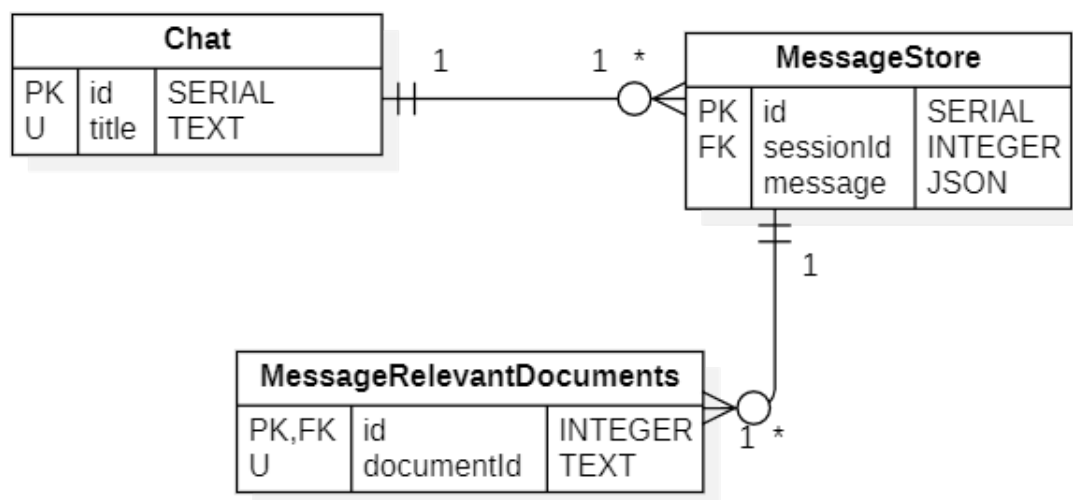 Chat
PK id SERIAL
U title TEXT
1
1 *
MessageStore
PK id SERIAL
FK sessionId INTEGER
message JSON
1
MessageRelevantDocuments
PK,FK id INTEGER
U documentId TEXT
1 *